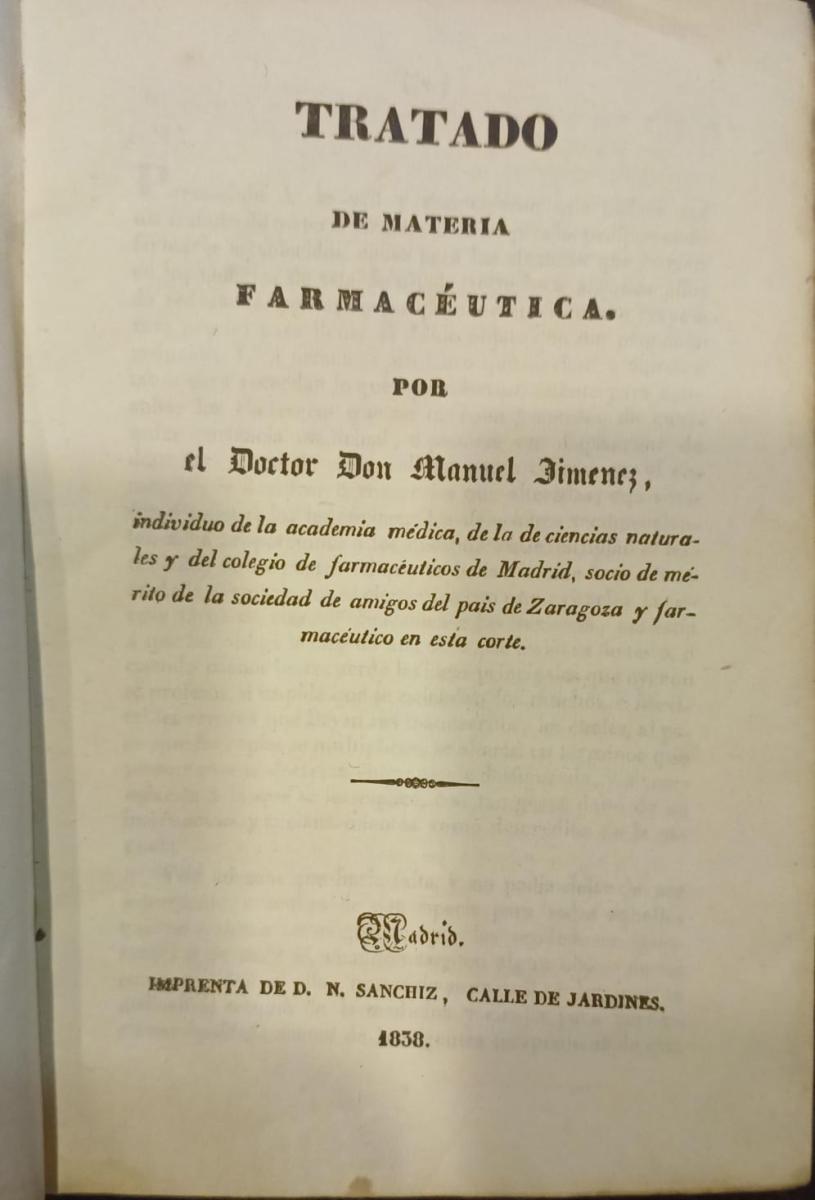 TRATADO
DE MATERIA
FARMACÉUTICA.
POR
el Doctor Don Manuel Jimenez,
individuo de la academia médica, de la de ciencias natura-
les y del colegio de farmacéuticos de Madrid, socio de mé-
rito de la sociedad de amigos del pais de Zaragoza y far-
macéutico en esta corte.
Madrid.
IMPRENTA DE D. N. SANCHIZ, CALLE DE JARDINES.
1838.